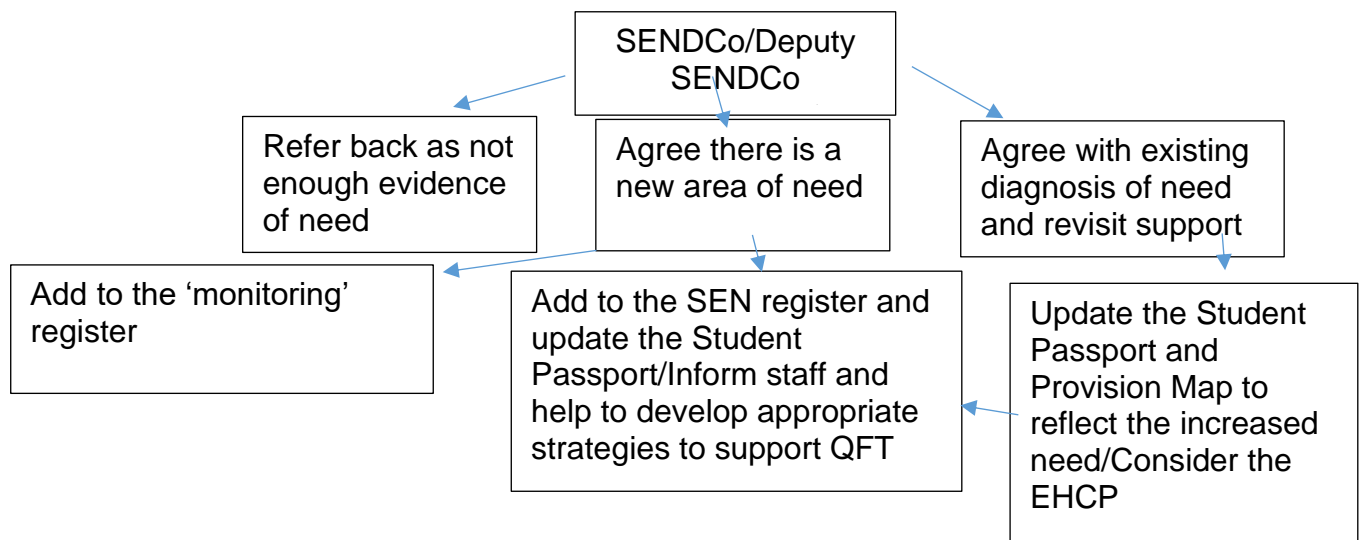 SENDCo/Deputy
SENDCo
Refer back as not
enough evidence
of need
Agree there is a
new area of need
Agree with existing
diagnosis of need
and revisit support
Add to the ‘monitoring’
register
Add to the SEN register and
update the Student
Passport/Inform staff and
help to develop appropriate
strategies to support QFT
Update the Student
Passport and
Provision Map to
reflect the increased
need/Consider the
EHCP